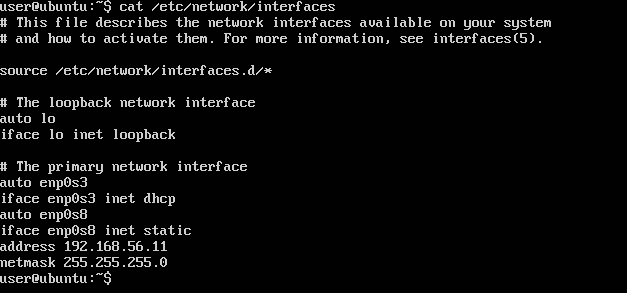 user@ubuntu:~$ cat /etc/network/interfaces
# This file describes the network interfaces available on your system
# and how to activate them. For more information, see interfaces(5).
source /etc/network/interfaces.d/*
# The loopback network interface
auto lo
iface lo inet loopback
# The primary network interface
auto enp0s3
iface enp0s3 inet dhcp
auto enp0s8
iface enp0s8 inet static
address 192.168.56.11
netmask 255.255.255.0
user@ubuntu:~$